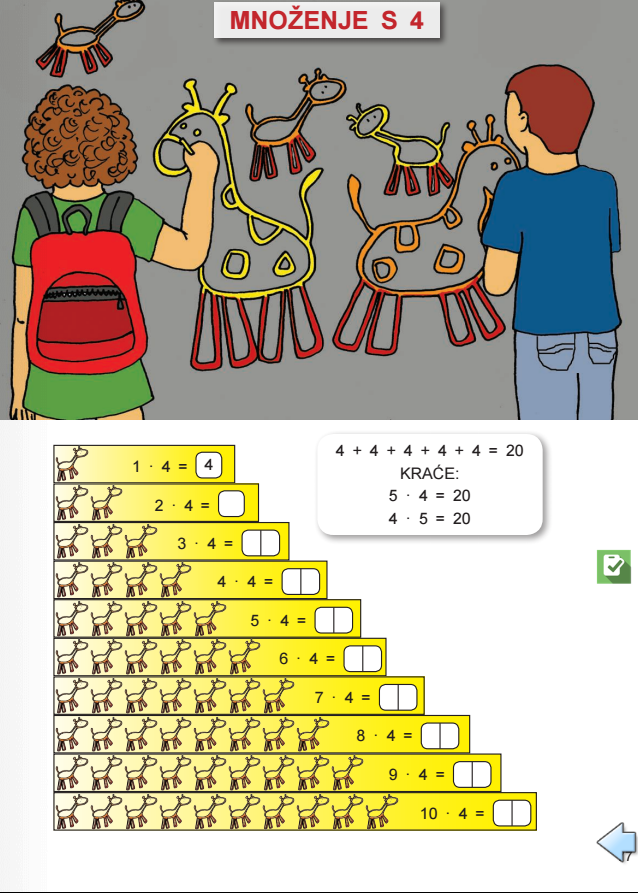 MNOŽENJE S 4
4 + 4 + 4 + 4 + 4 = 20
KRAĆE:
5 · 4 = 20
4 · 5 = 20
1 · 4 = 4
2 · 4 =
3 · 4 =
4 · 4 =
5 · 4 =
6 · 4 =
7 · 4 =
8 · 4 =
9 · 4 =
10 · 4 =
7